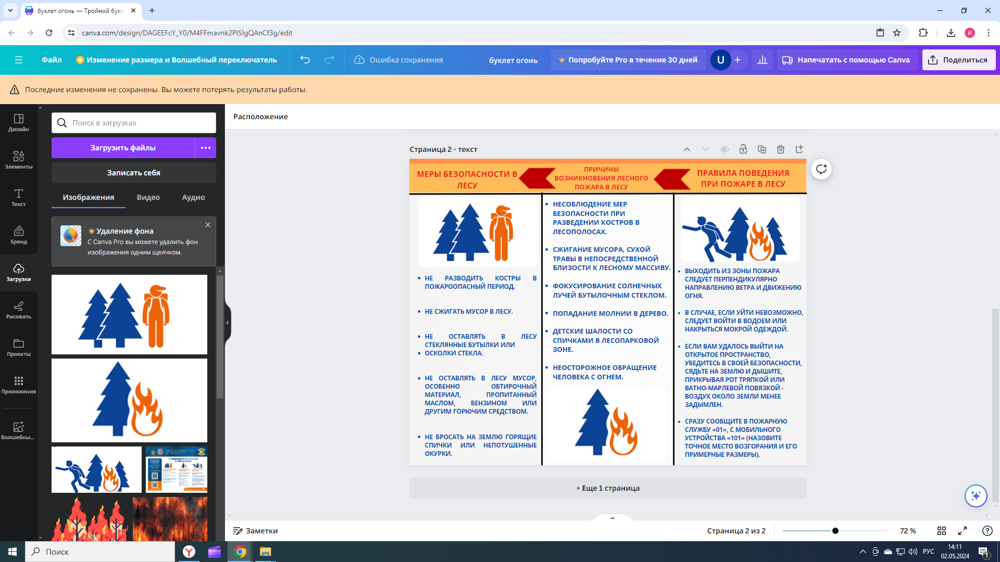 буклет огонь — Тройной букл
canva.com/design/DAGEEFcY_Y0/M4FFmavnk2PlSIgQAnCf3g/edit
И
Файл
Изменение размера и Волшебный переключатель
Ошибка сохранения
буклет огонь
Попробуйте Pro в течение 30 дней
U
Напечатать с помощью Canva
Поделиться
Последние изменения не сохранены. Вы можете потерять результаты работы.
Дизайн
Элементы
Текст
CO.
Бренд
Загрузки
Рисовать
Проекты
Приложения
Волшебны...
Поиск в загрузках
Загрузить файлы
Записать себя
Изображения
Видео
Аудио
Удаление фона
С Canva Pro вы можете удалить фон
изображения одним щелчком.
Расположение
Страница 2 - текст
МЕРЫ БЕЗОПАСНОСТИ В
ЛЕСУ
НЕ РАЗВОДИТЬ КОСТРЫ В
ПОЖАРООПАСНЫЙ ПЕРИОД.
НЕ СЖИГАТЬ МУСОР В ЛЕСУ.
НЕ ОСТАВЛЯТЬ В ЛЕСУ
СТЕКЛЯННЫЕ БУТЫЛКИ ИЛИ
ОСКОЛКИ СТЕКЛА.
НЕ ОСТАВЛЯТЬ В ЛЕСУ МУСОР,
ОСОБЕННО ОБТИРОЧНЫЙ
МАТЕРИАЛ, ПРОПИТАННЫЙ
МАСЛОМ, БЕНЗИНОМ ИЛИ
ДРУГИМ ГОРЮЧИМ СРЕДСТВОМ.
НЕ БРОСАТЬ НА ЗЕМЛЮ ГОРЯЩИЕ
СПИЧКИ ИЛИ НЕПОТУШЕННЫЕ
ОКУРКИ.
ПРИЧИНЫ
ВОЗНИКНОВЕНИЯ ЛЕСНОГО
ПОЖАРА В ЛЕСУ
НЕСОБЛЮДЕНИЕ МЕР
БЕЗОПАСНОСТИ ПРИ
РАЗВЕДЕНИИ КОСТРОВ В
ЛЕСОПОЛОСАХ.
СЖИГАНИЕ МУСОРА, СУХОЙ
ТРАВЫ В НЕПОСРЕДСТВЕННОЙ
БЛИЗОСТИ К ЛЕСНОМУ МАССИВУ.
ФОКУСИРОВАНИЕ СОЛНЕЧНЫХ
ЛУЧЕЙ БУТЫЛОЧНЫМ СТЕКЛОМ.
ПОПАДАНИЕ МОЛНИИ В ДЕРЕВО.
ДЕТСКИЕ ШАЛОСТИ СО
СПИЧКАМИ В ЛЕСОПАРКОВОЙ
ЗОНЕ.
НЕОСТОРОЖНОЕ ОБРАЩЕНИЕ
ЧЕЛОВЕКА С ОГНЕМ.
ПРАВИЛА ПОВЕДЕНИЯ
ПРИ ПОЖАРЕ В ЛЕСУ
ВЫХОДИТЬ ИЗ ЗОНЫ ПОЖАРА
СЛЕДУЕТ ПЕРПЕНДИКУЛЯРНО
НАПРАВЛЕНИЮ ВЕТРА И ДВИЖЕНИЮ
ОГНЯ.
В СЛУЧАЕ, ЕСЛИ УЙТИ НЕВОЗМОЖНО,
СЛЕДУЕТ ВОЙТИ В ВОДОЕМ ИЛИ
НАКРЫТЬСЯ МОКРОЙ ОДЕЖДОЙ.
ЕСЛИ ВАМ УДАЛОСЬ ВЫЙТИ НА
ОТКРЫТОЕ ПРОСТРАНСТВО,
УБЕДИТЕСЬ В СВОЕЙ БЕЗОПАСНОСТИ,
СЯДЬТЕ НА ЗЕМЛЮ И ДЫШИТЕ,
ПРИКРЫВАЯ РОТ ТРЯПКОЙ ИЛИ
ВАТНО-МАРЛЕВОЙ ПОВЯЗКОЙ -
ВОЗДУХ ОКОЛО ЗЕМЛИ МЕНЕЕ
ЗАДЫМЛЕН.
СРАЗУ СООБЩИТЕ В ПОЖАРНУЮ
СЛУЖБУ «01», С МОБИЛЬНОГО
УСТРОЙСТВА «101» (НАЗОВИТЕ
ТОЧНОЕ МЕСТО ВОЗГОРАНИЯ И ЕГО
ПРИМЕРНЫЕ РАЗМЕРЫ).
+ Еще 1 страница
Заметки
Страница 2 из 2
72 %
Поиск
РУС
14:11
02.05.2024
1